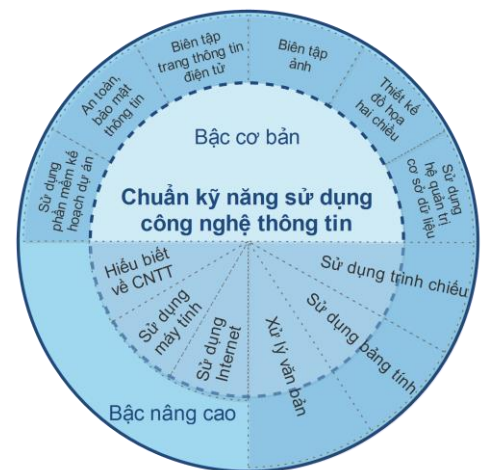 Sử dụng
phần mềm kế
hoạch dự án
An toàn,
bảo mật
thông tin
Biên tập
trang thông tin
điện tử
Biên tập
ảnh
Thiết kế
đồ họa
hai chiều
Sử dụng
hệ quản trị
cơ sở dữ liệu
Bậc cơ bản
Chuẩn kỹ năng sử dụng
công nghệ thông tin
Hiểu biết
về CNTT
Sử dụng
máy tính
Sử dụng
Internet
Xử lý văn bản
Sử dụng bảng tính
Sử dụng trình chiếu
Bậc nâng cao